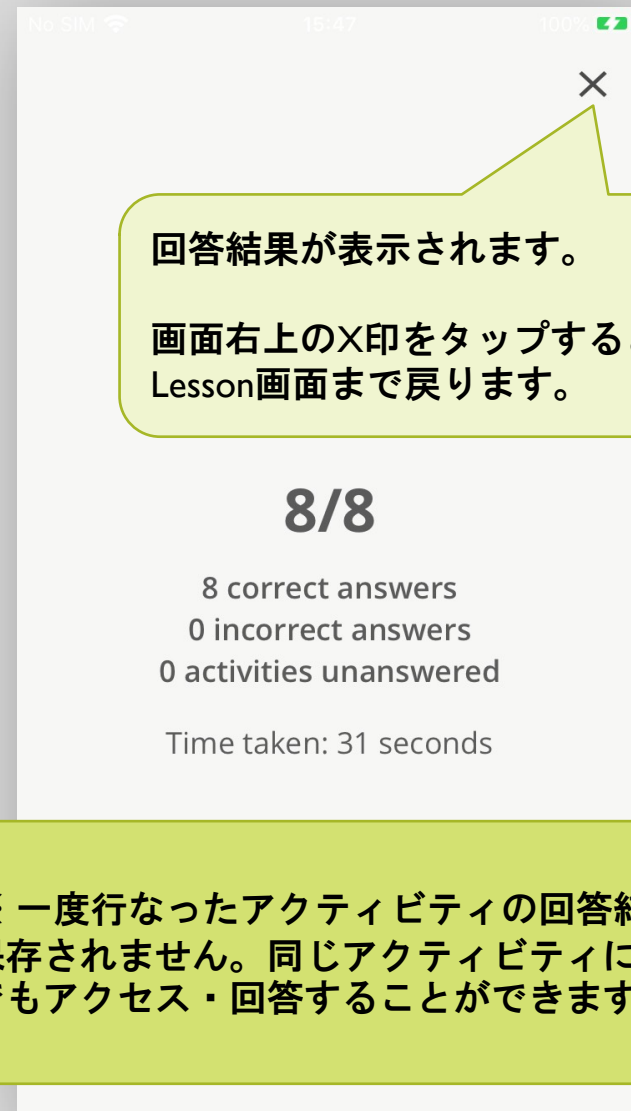 No SIM 15:47 100%
回答結果が表示されます。
画面右上のX印をタップする
Lesson画面まで戻ります。
8/8
8 correct answers
0 incorrect answers
0 activities unanswered
Time taken: 31 seconds
一度行なったアクティビティの回答結
保存されません。同じアクティビティに
でもアクセス・回答することができます